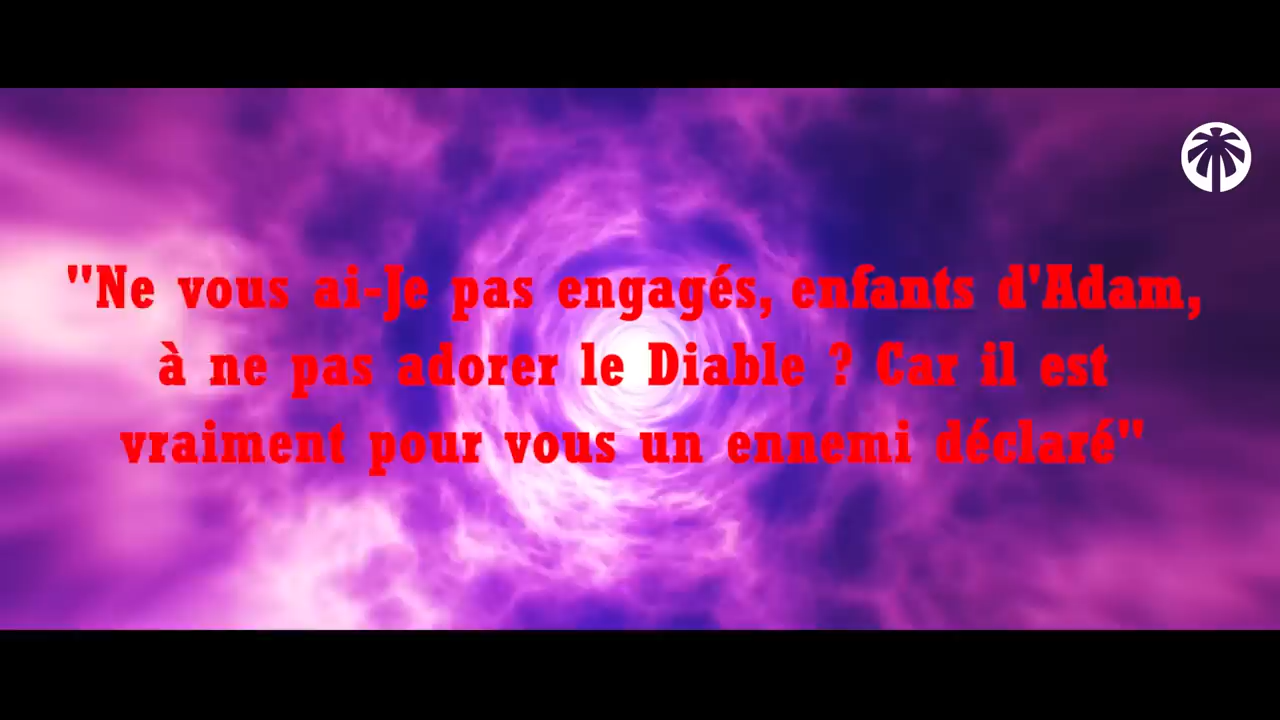 "Ne vous ai-Je pas engagés, enfants d'Adam,
à ne pas adorer le Diable ? Car il est
vraiment pour vous un ennemi déclaré"